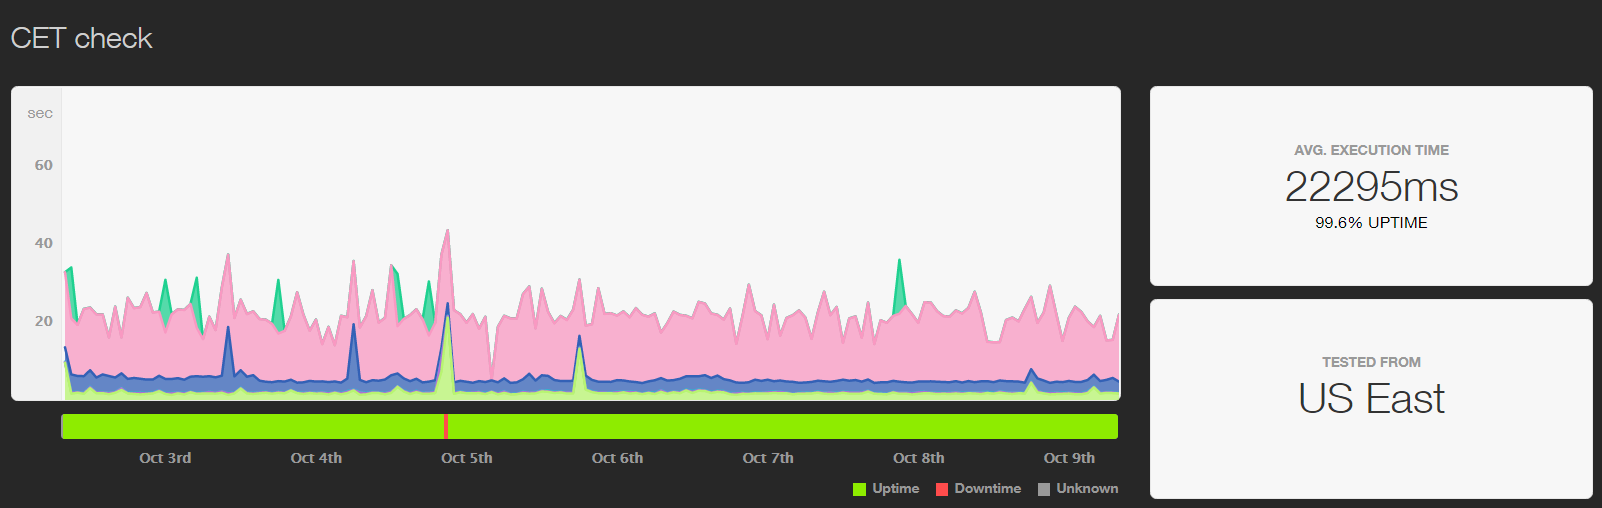 CET check
sec
60
40
20
Oct 3rd Oct 4th Oct 5th Oct 6th Oct 7th Oct 8th Oct 9th
Uptime Downtime Unknown
AVG. EXECUTION TIME
22295ms
99.6% UPTIME
TESTED FROM
US East